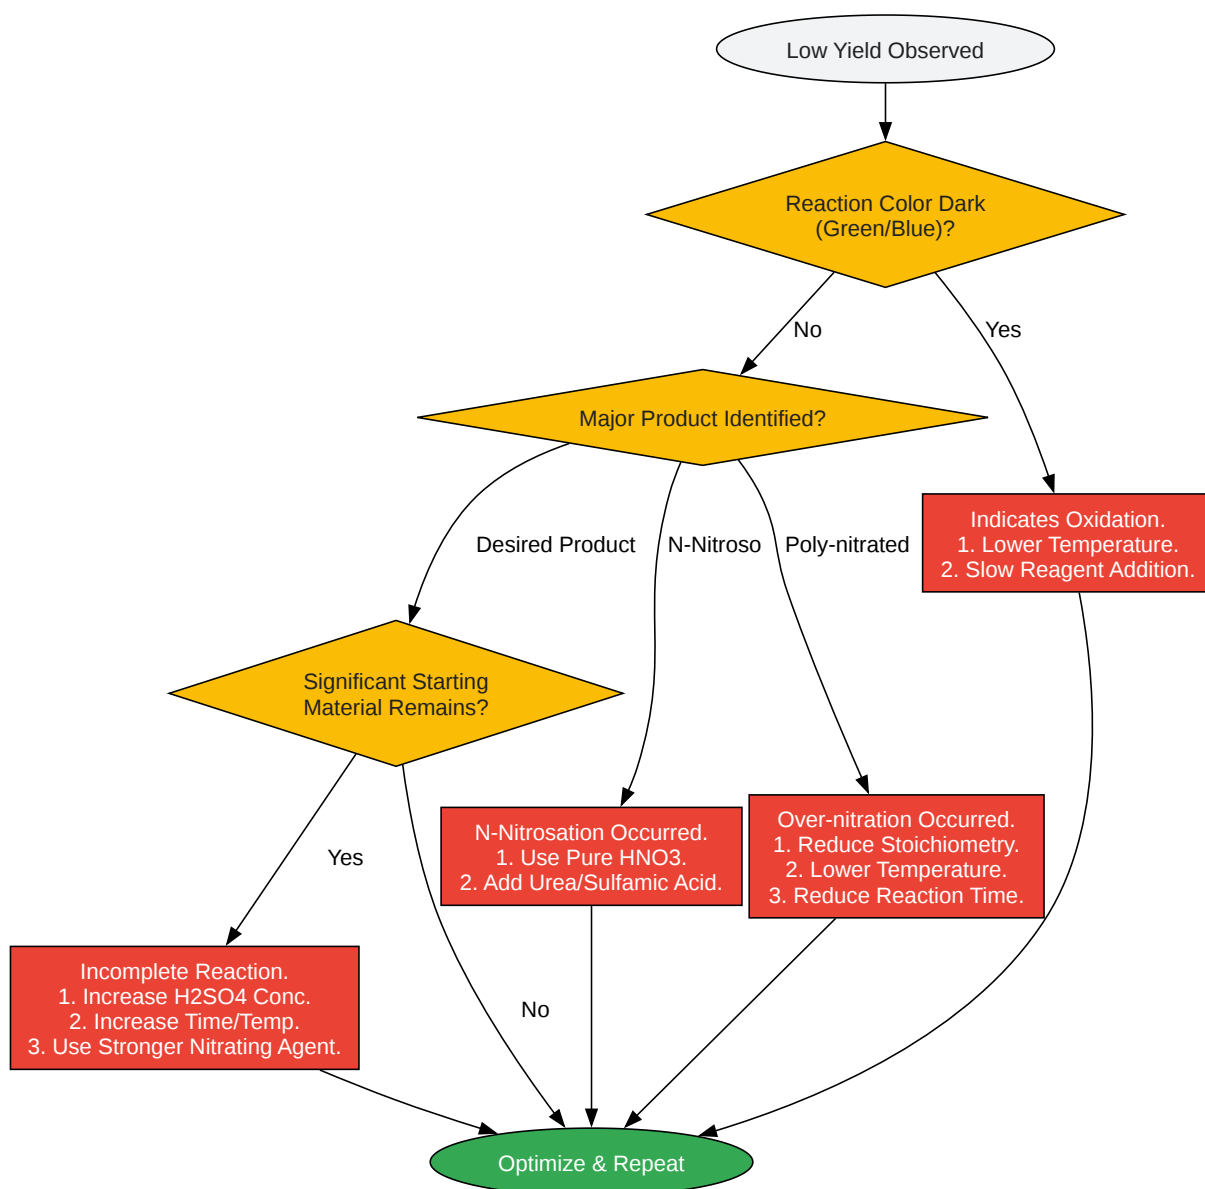 Low Yield Observed
Reaction Color Dark
(Green/Blue)?
No
Yes
Major Product Identified?
Indicates Oxidation.
1. Lower Temperature.
2. Slow Reagent Addition.
Desired Product
N-Nitroso
Poly-nitrated
Significant Starting
Material Remains?
N-Nitrosation Occurred.
1. Use Pure HNO3.
2. Add Urea/Sulfamic Acid.
Over-nitration Occurred.
1. Reduce Stoichiometry.
2. Lower Temperature.
3. Reduce Reaction Time.
Yes
No
Incomplete Reaction.
1. Increase H2SO4 Conc.
2. Increase Time/Temp.
3. Use Stronger Nitrating Agent.
Optimize & Repeat